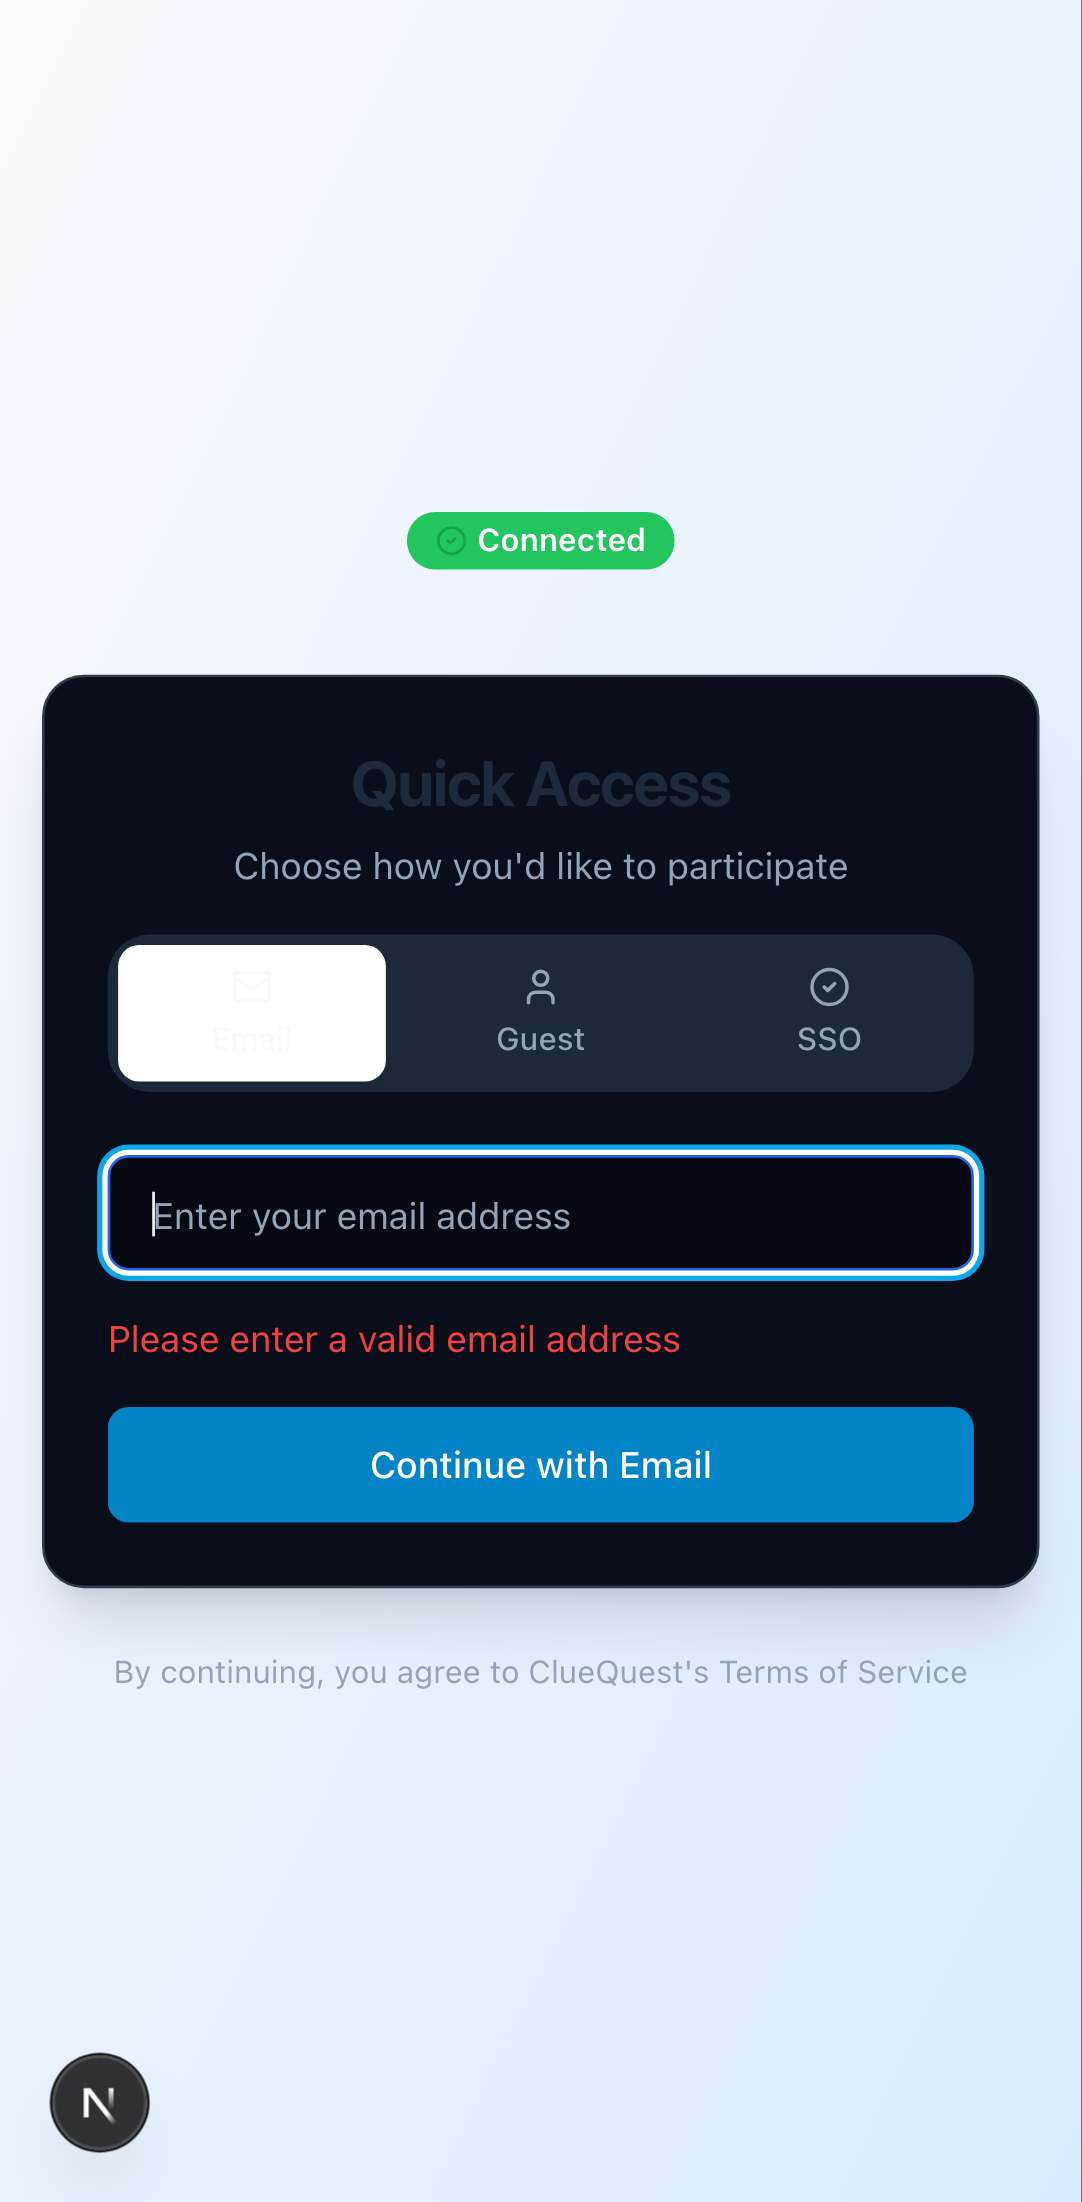 Connected
Quick Access
Choose how you'd like to participate
Email
Guest
SSO
Enter your email address
Please enter a valid email address
Continue with Email
By continuing, you agree to ClueQuest's Terms of Service
N